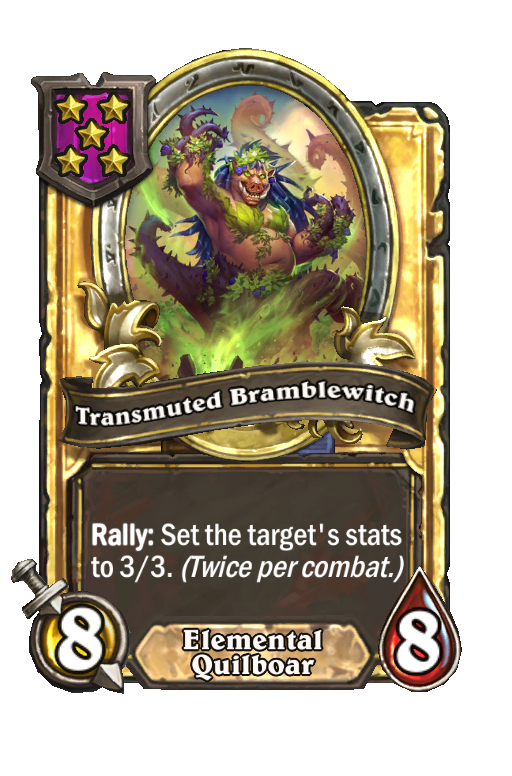 Transmuted Bramblewitch
Rally: Set the target's stats
to 3/3. (Twice per combat.)
8
Elemental
Quilboar
8